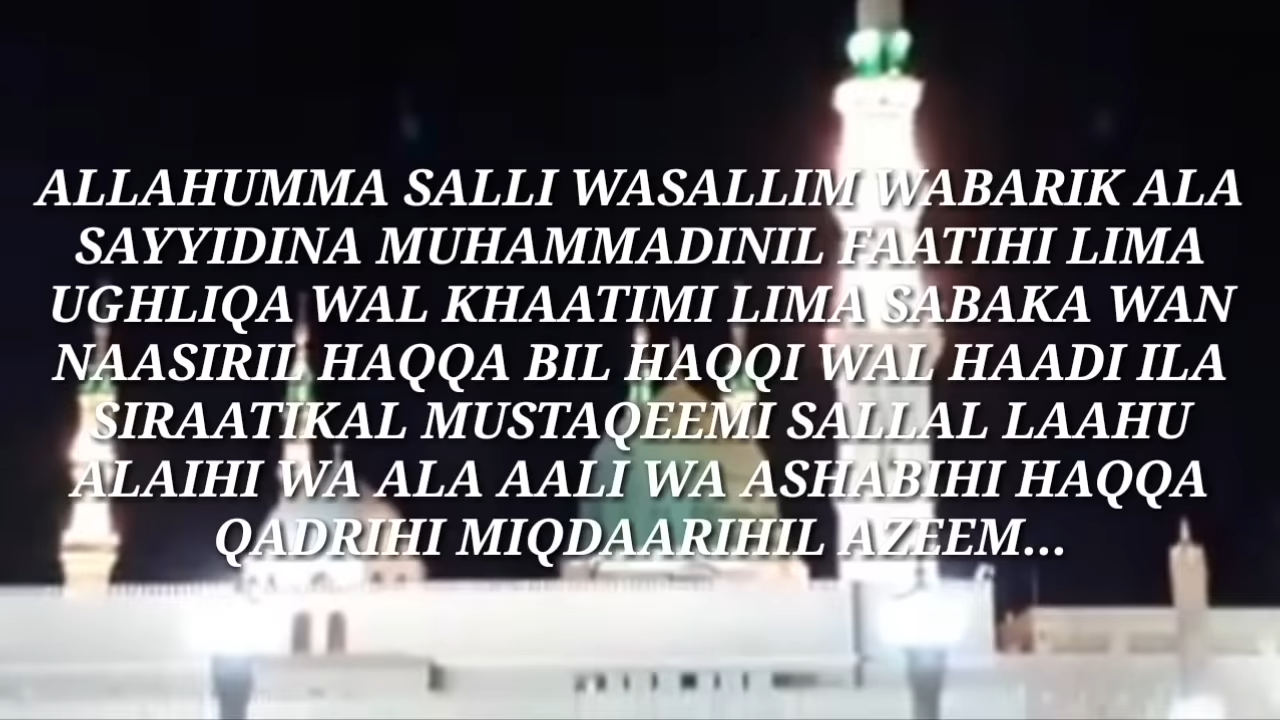 ALLAHUMMA SALLI WASALLIM WABARIK ALA
SAYYIDINA MUHAMMADINIL FAATIHI LIMA
UGHLIQA WAL KHAATIMI LIMA SABAKA WAN
NAASIRIL HAQQA BIL HAQQI WAL HAADI ILA
SIRAATIKAL MUSTAQEEMI SALLAL LAAHU
ALAIHI WA ALA AALI WA ASHABIHI HAQQA
QADRIHI MIQDAARIHIL AZEEM...